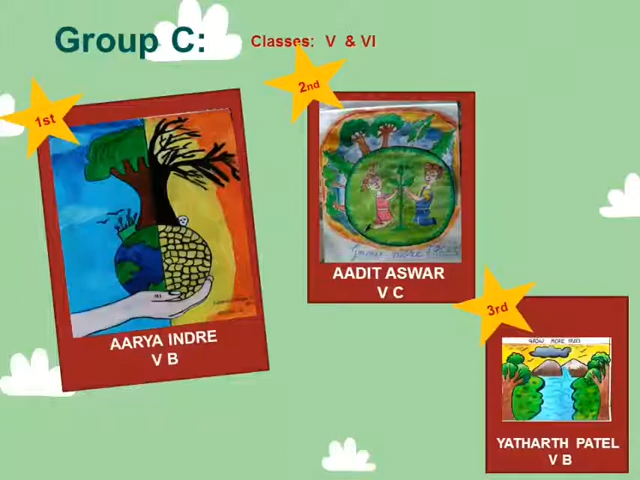 Group C:
Classes: V & VI
1st
AARYA INDRE
V B
2nd
AADIT ASWAR
V C
3rd
GROW MORE TREES
YATHARTH PATEL
V B